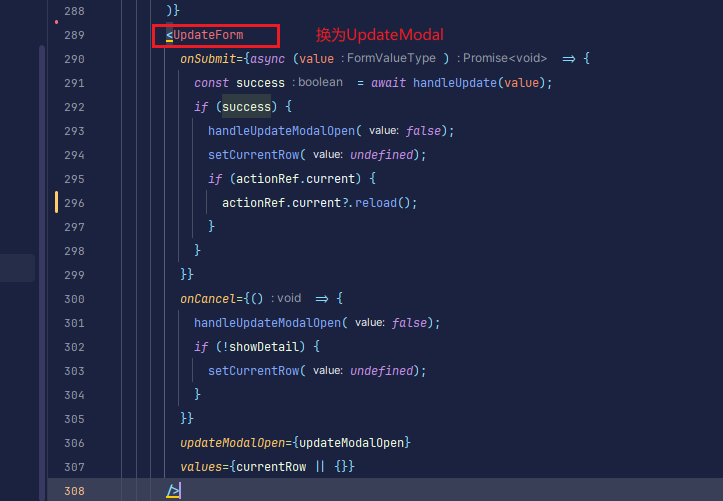 288 )}
289 <UpdateForm 换为UpdateModal
290 onSubmit={async (value : FormValueType ) : Promise<void> => {
291 const success : boolean = await handleUpdate(value);
292 if (success) {
293 handleUpdateModalOpen( value: false);
294 setCurrentRow( value: undefined);
295 if (actionRef.current) {
296 actionRef.current?.reload();
297 }
298 }
299 }}
300 onCancel={() : void => {
301 handleUpdateModalOpen( value: false);
302 if (!showDetail) {
303 setCurrentRow( value: undefined);
304 }
305 }}
306 updateModalOpen={updateModalOpen}
307 values={currentRow || {}}
308 />